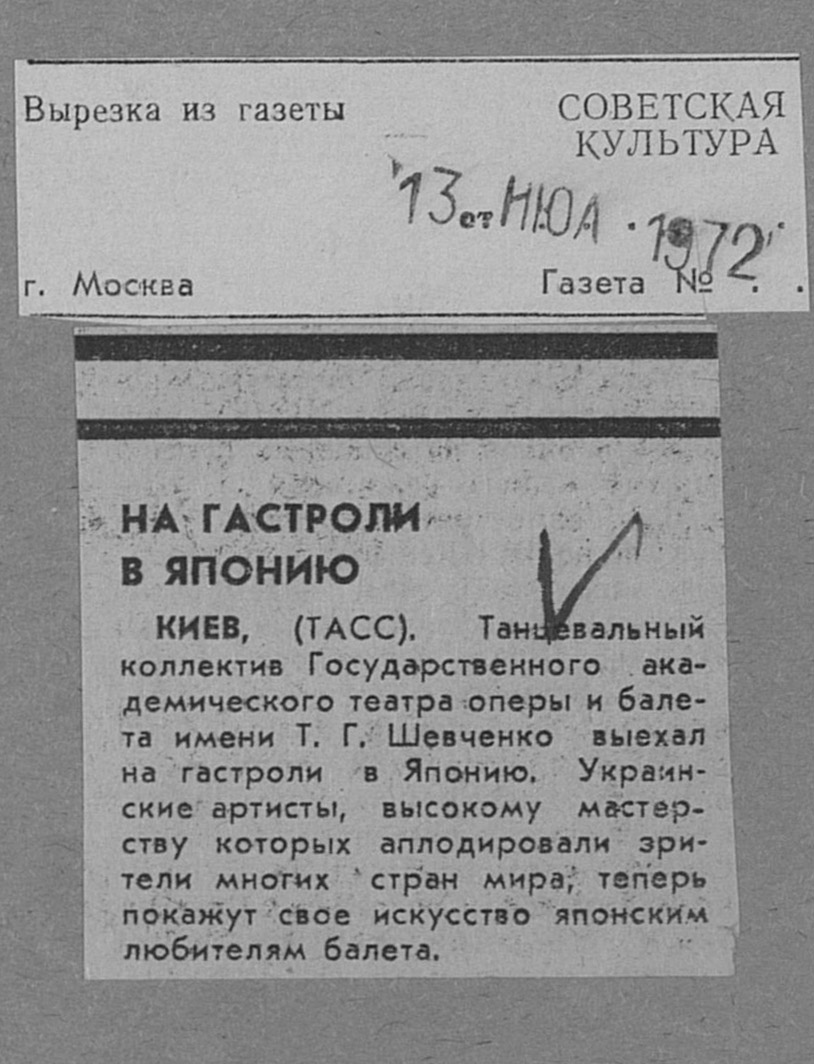 Вырезка из газеты
СОВЕТСКАЯ
КУЛЬТУРА
13 от ИЮЛ . 1972
г. Москва
Газета № . .
НА ГАСТРОЛИ
В ЯПОНИЮ
КИЕВ, (ТАСС). Танцевальный
коллектив Государственного ака-
демического театра оперы и бале-
та имени Т. Г. Шевченко выехал
на гастроли в Японию. Украин-
ские артисты, высокому мастер-
ству которых аплодировали зри-
тели многих стран мира, теперь
покажут свое искусство японским
любителям балета.